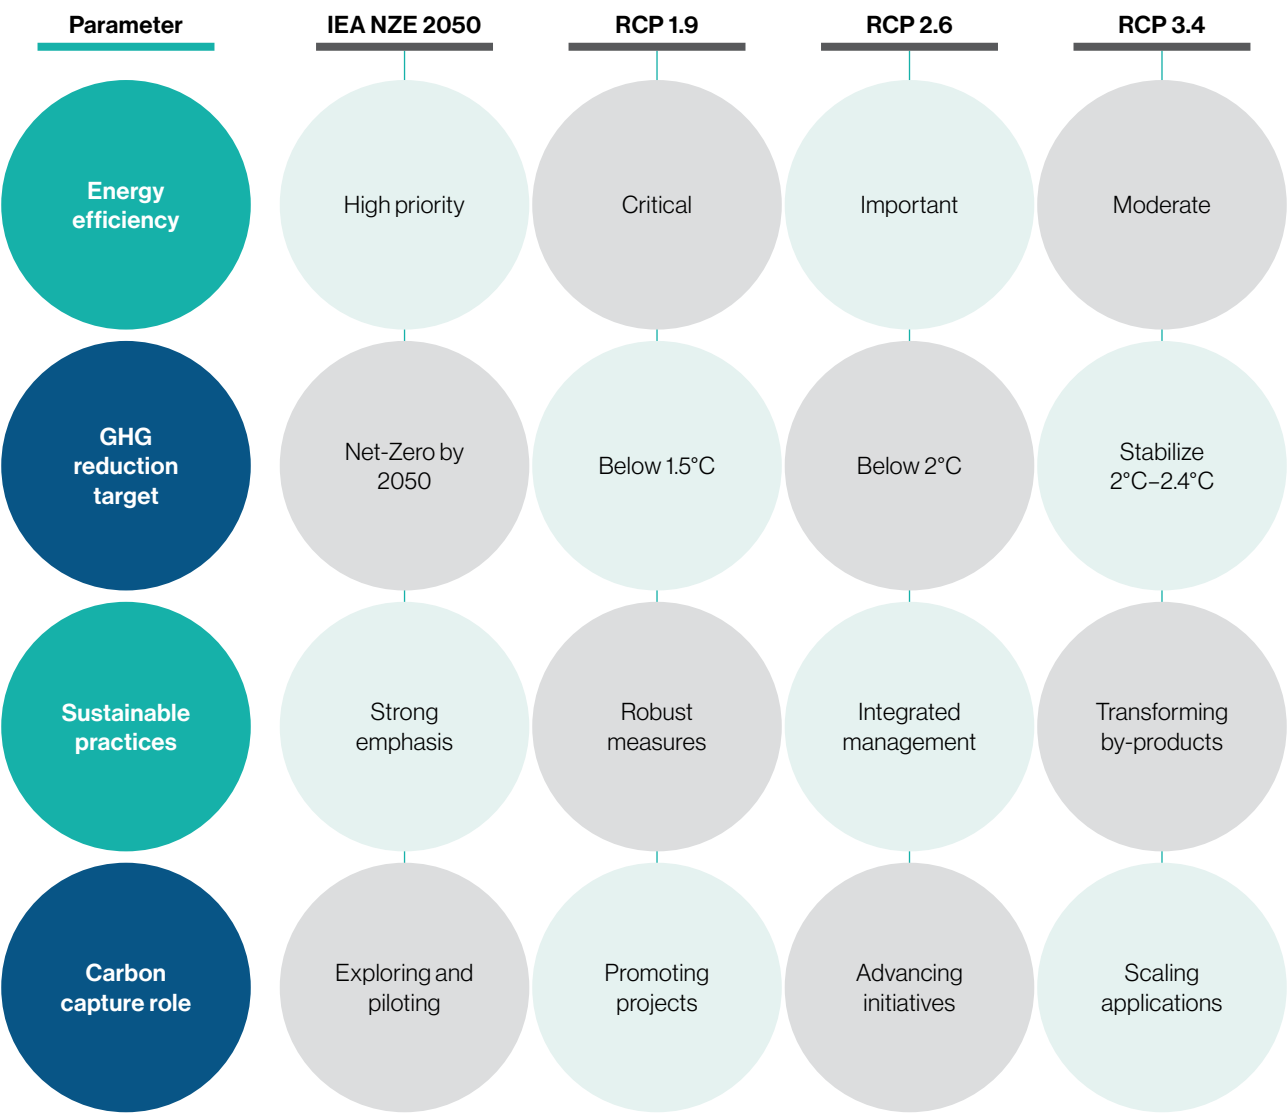 Parameter
IEA NZE 2050
RCP 1.9
RCP 2.6
RCP 3.4
Energy
efficiency
High priority
Critical
Important
Moderate
GHG
reduction
target
Net-Zero by
2050
Below 1.5°C
Below 2°C
Stabilize
2°C–2.4°C
Sustainable
practices
Strong
emphasis
Robust
measures
Integrated
management
Transforming
by-products
Carbon
capture role
Exploring and
piloting
Promoting
projects
Advancing
initiatives
Scaling
applications